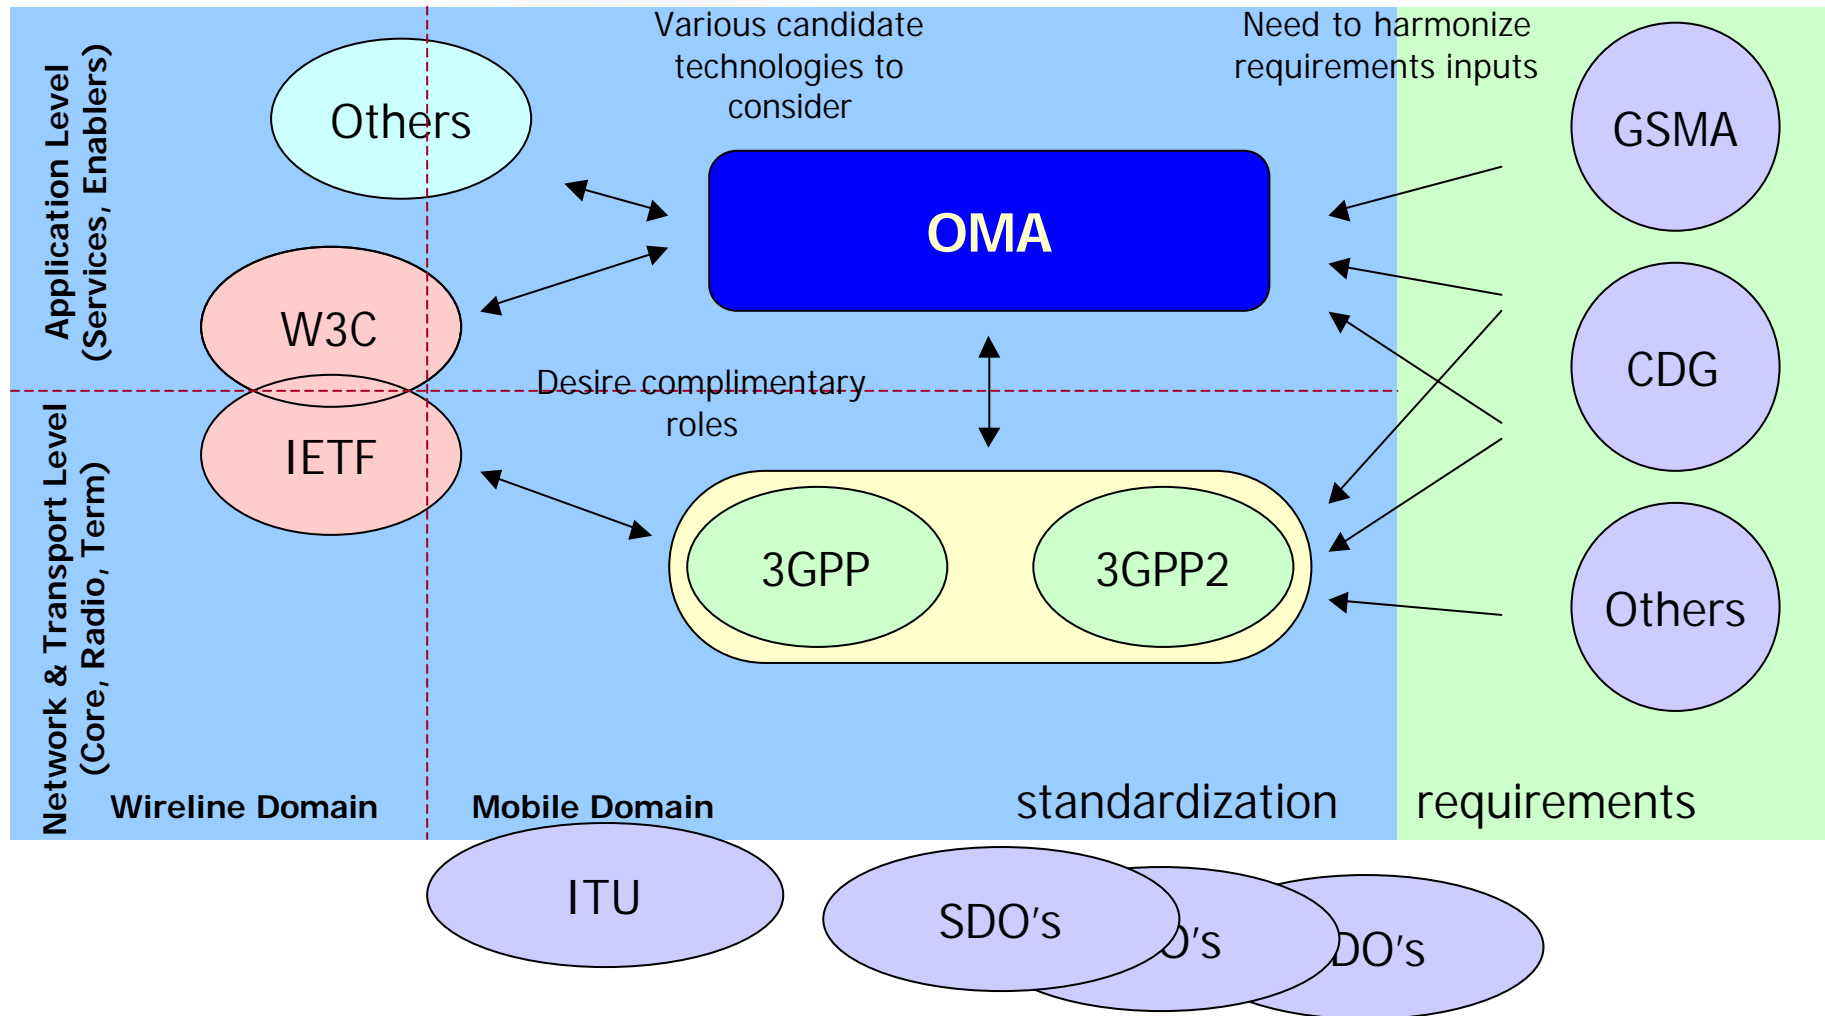 Application Level
(Services, Enablers)
Others
Various candidate
technologies to
consider
Need to harmonize
requirements inputs
GSMA
OMA
W3C
CDG
Desire complimentary
roles
Network & Transport Level
(Core, Radio, Term)
IETF
3GPP
3GPP2
Others
Wireline Domain
Mobile Domain
standardization
requirements
ITU
SDO's
O's
DO's